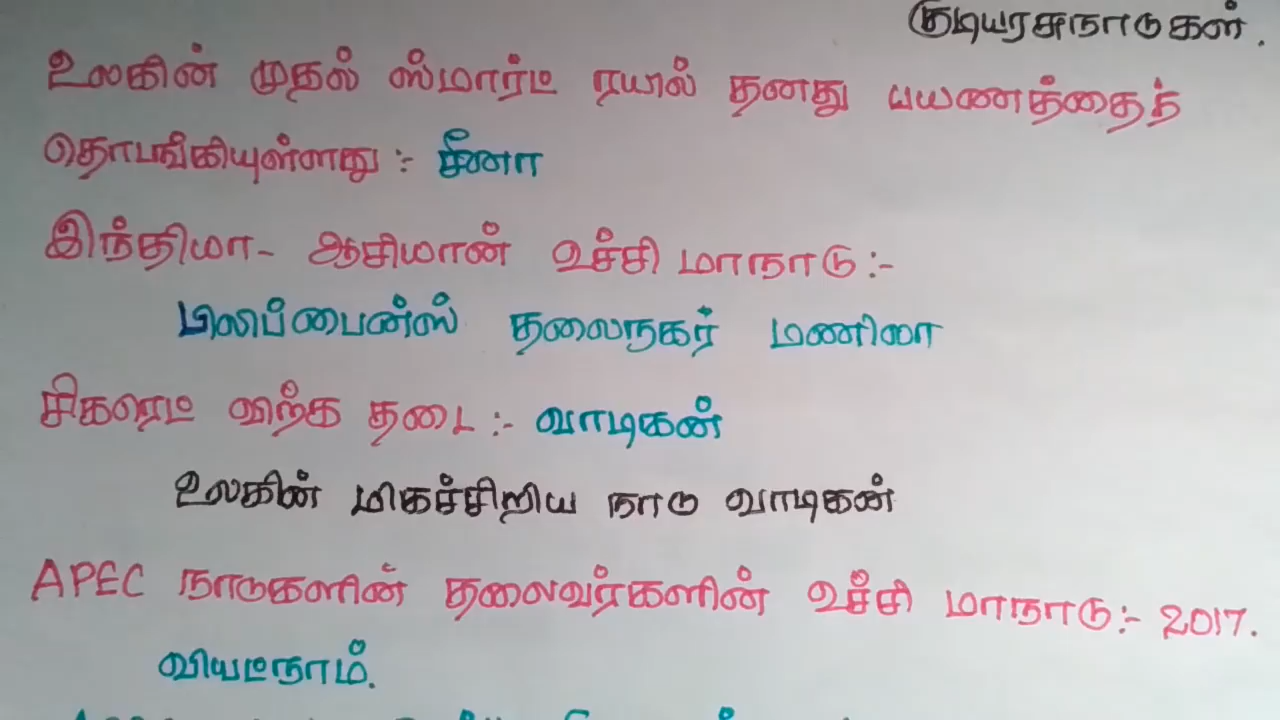 குடியரசுநாடுகள்.
உலகின் முதல் ஸ்மார்ட் ரயில் தனது பயணத்தைத்
தொடங்கியுள்ளது :- சீனா
இந்தியா - ஆசியான் உச்சி மாநாடு :-
பிலிப்பைன்ஸ் தலைநகர் மணிலா
சிகரெட் விற்க தடை :- வாடிகன்
உலகின் மிகச்சிறிய நாடு வாடிகன்
APEC நாடுகளின் தலைவர்களின் உச்சி மாநாடு :- 2017.
வியட்நாம்.